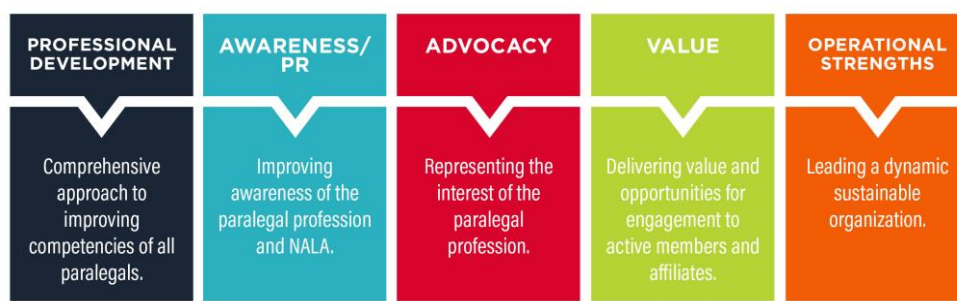 PROFESSIONAL
DEVELOPMENT
Comprehensive
approach to
improving
competencies of all
paralegals.
AWARENESS/
PR
Improving
awareness of the
paralegal profession
and NALA.
ADVOCACY
Representing the
interest of the
paralegal
profession.
VALUE
Delivering value and
opportunities for
engagement to
active members and
affiliates.
OPERATIONAL
STRENGTHS
Leading a dynamic
sustainable
organization.